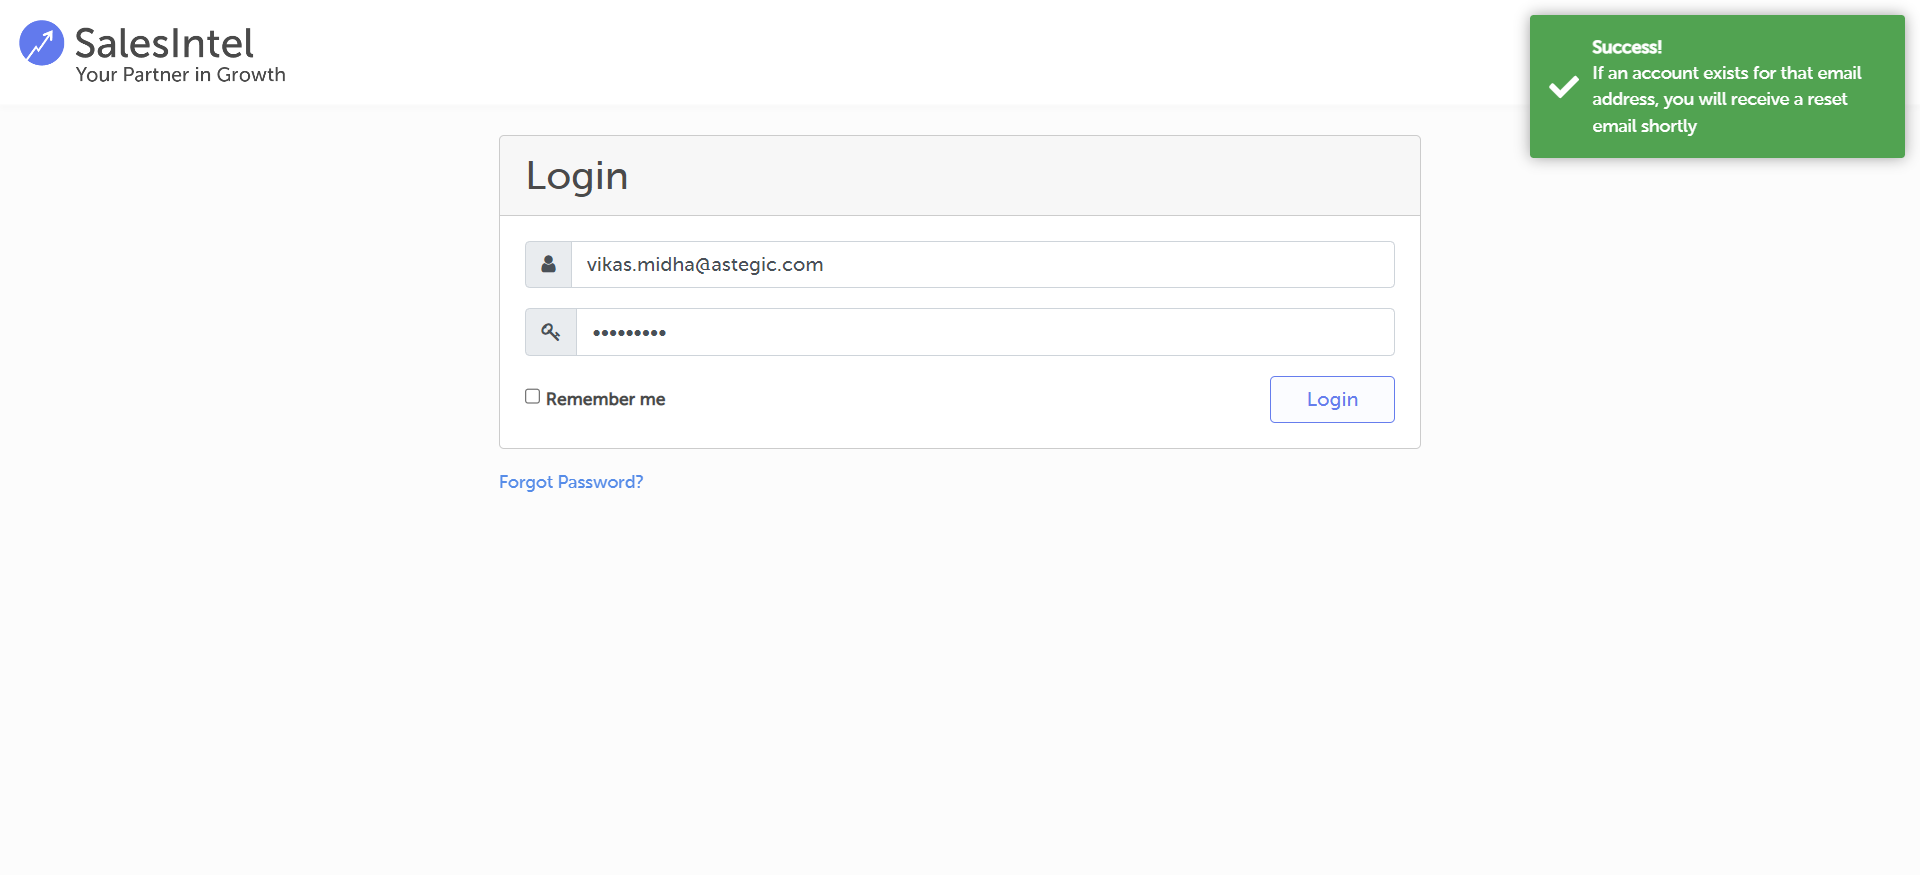 SalesIntel
Your Partner in Growth
Success!
If an account exists for that email
address, you will receive a reset
email shortly
Login
vikas.midha@astegic.com
•••••••••
Remember me
Login
Forgot Password?